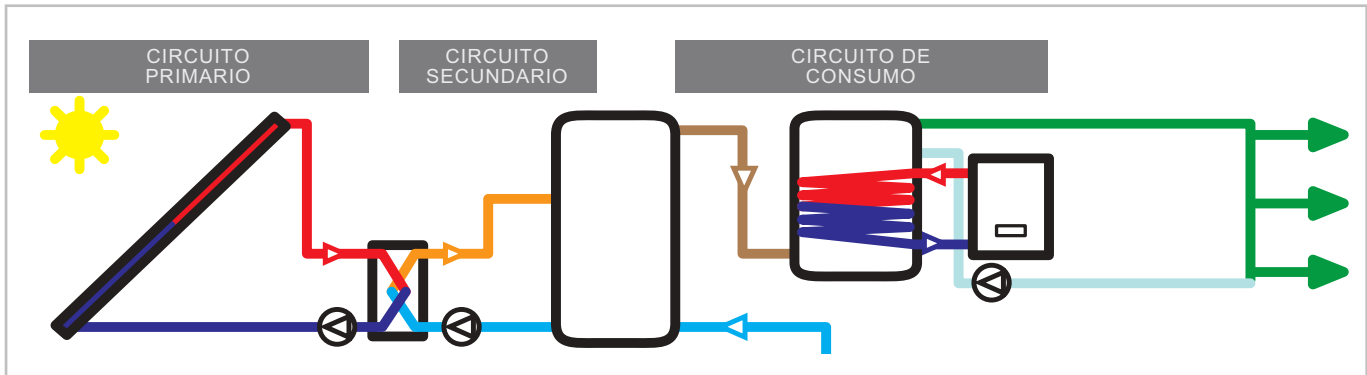 CIRCUITO
PRIMARIO
CIRCUITO
SECUNDARIO
CIRCUITO DE
CONSUMO